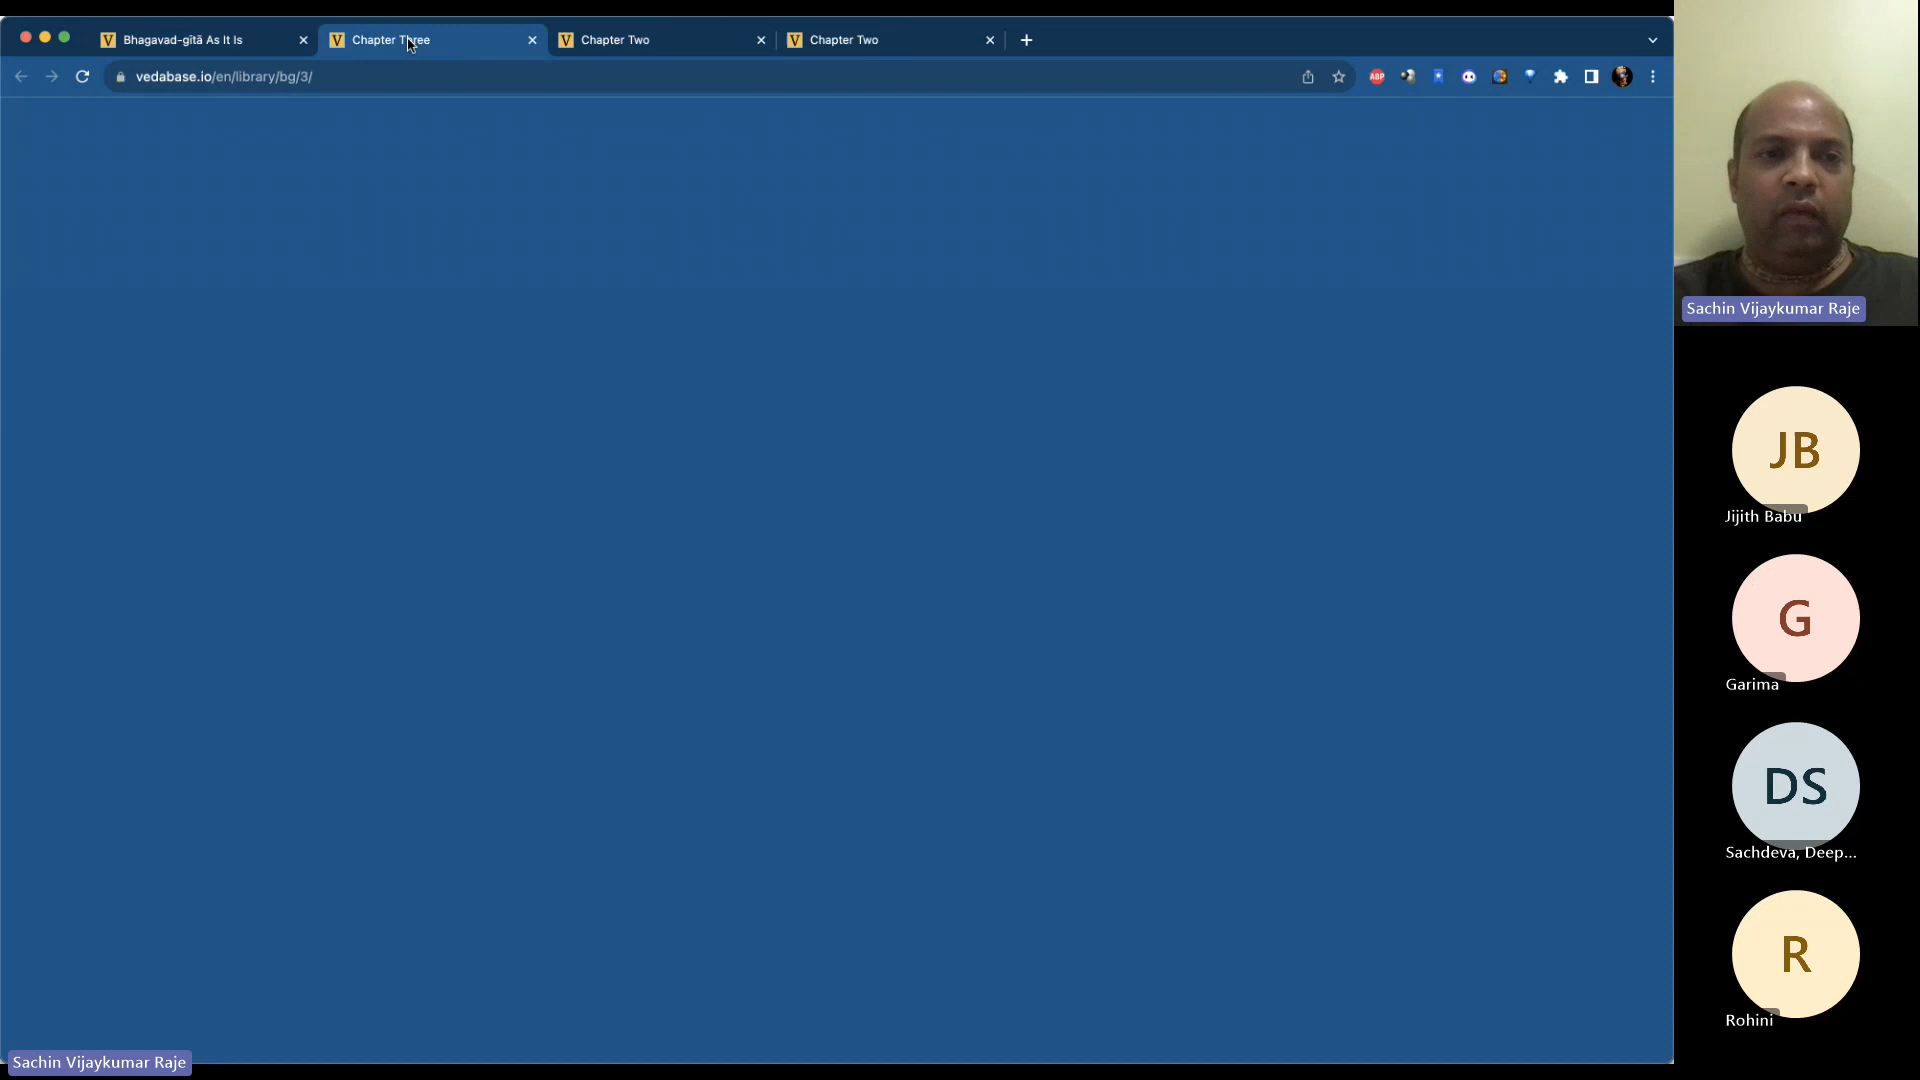 Bhagavad-gītā As It Is
Chapter Three
Chapter Two
Chapter Two
vedabase.io/en/library/bg/3/
ABP
Sachin Vijaykumar Raje
JB
Jijith Babu
G
Garima
DS
Sachdeva, Deep...
R
Rohini
Sachin Vijaykumar Raje